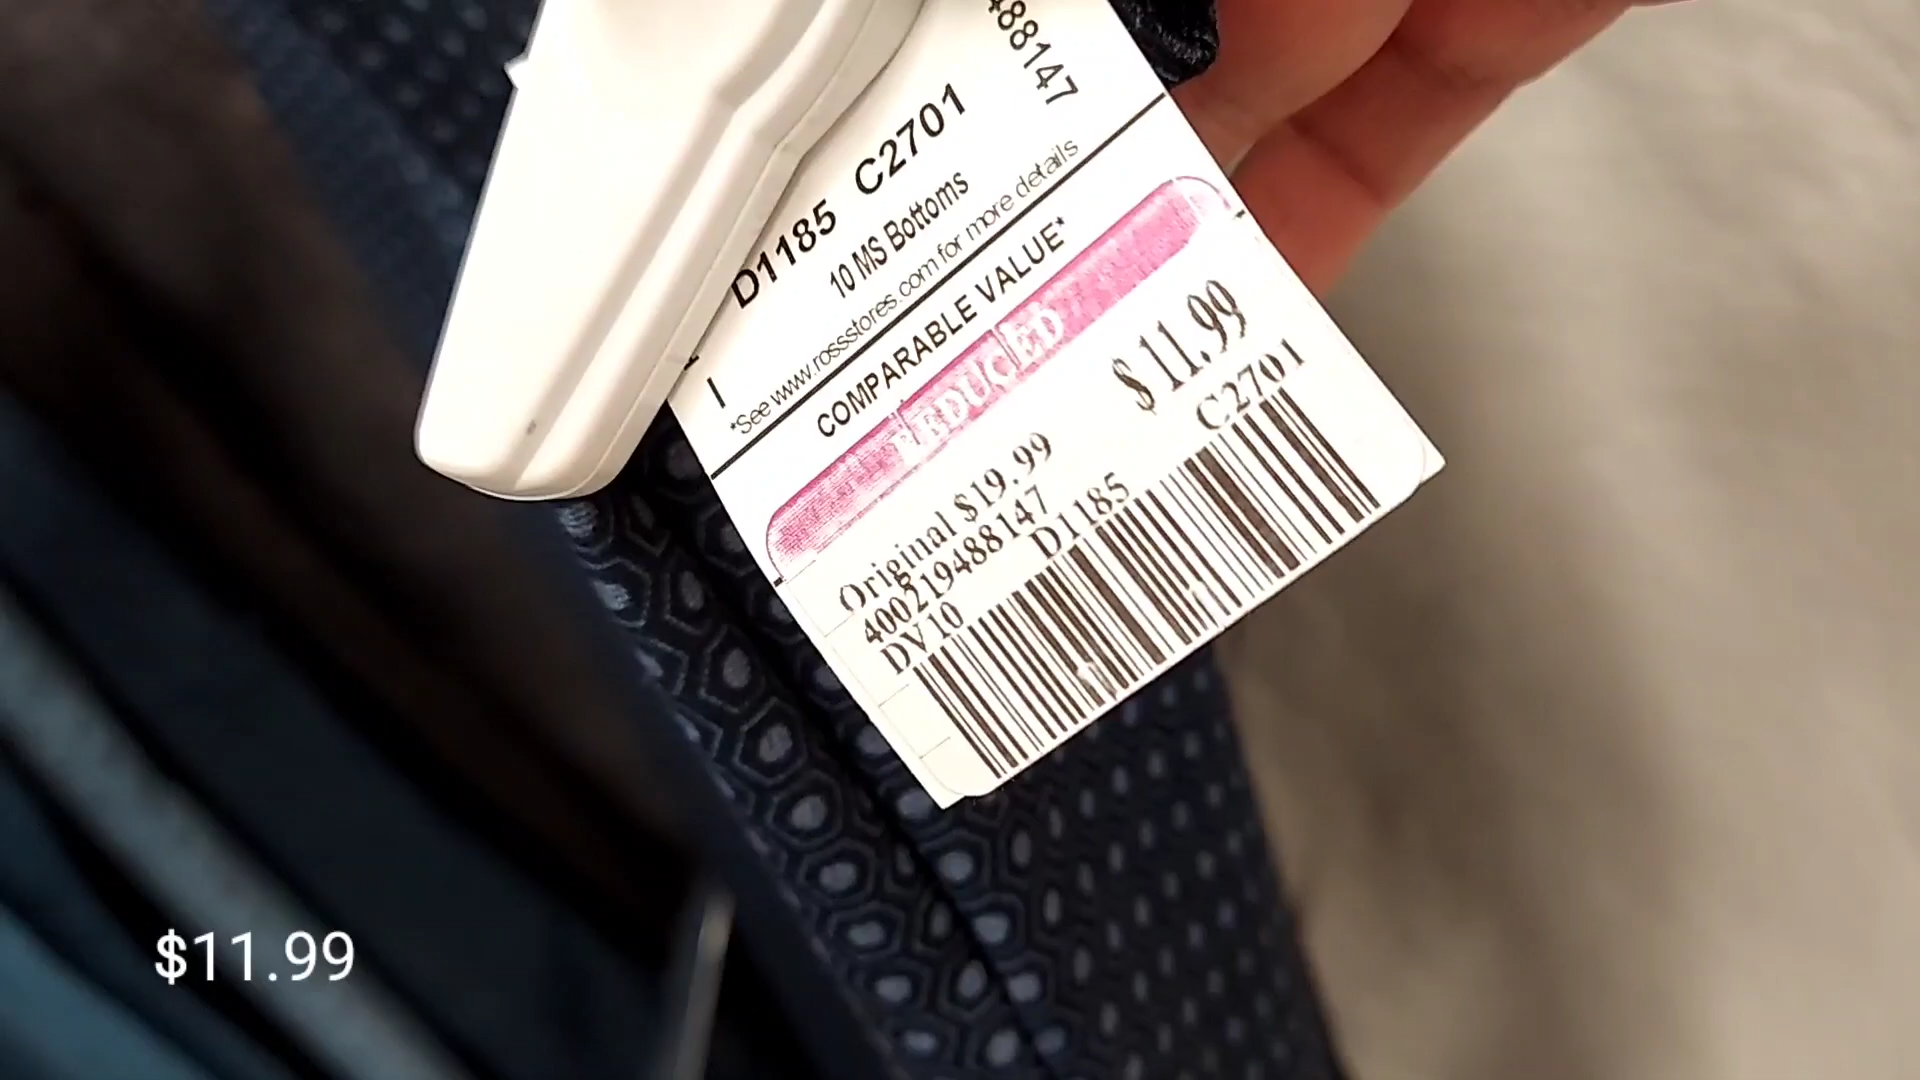 88147
D1185 C2701
10 MS Bottoms
*See www.rossstores.com for more details
COMPARABLE VALUE*
REDUCED
$11.99
Original $19.99
400219488147
C2701
D1185
DV10
$11.99